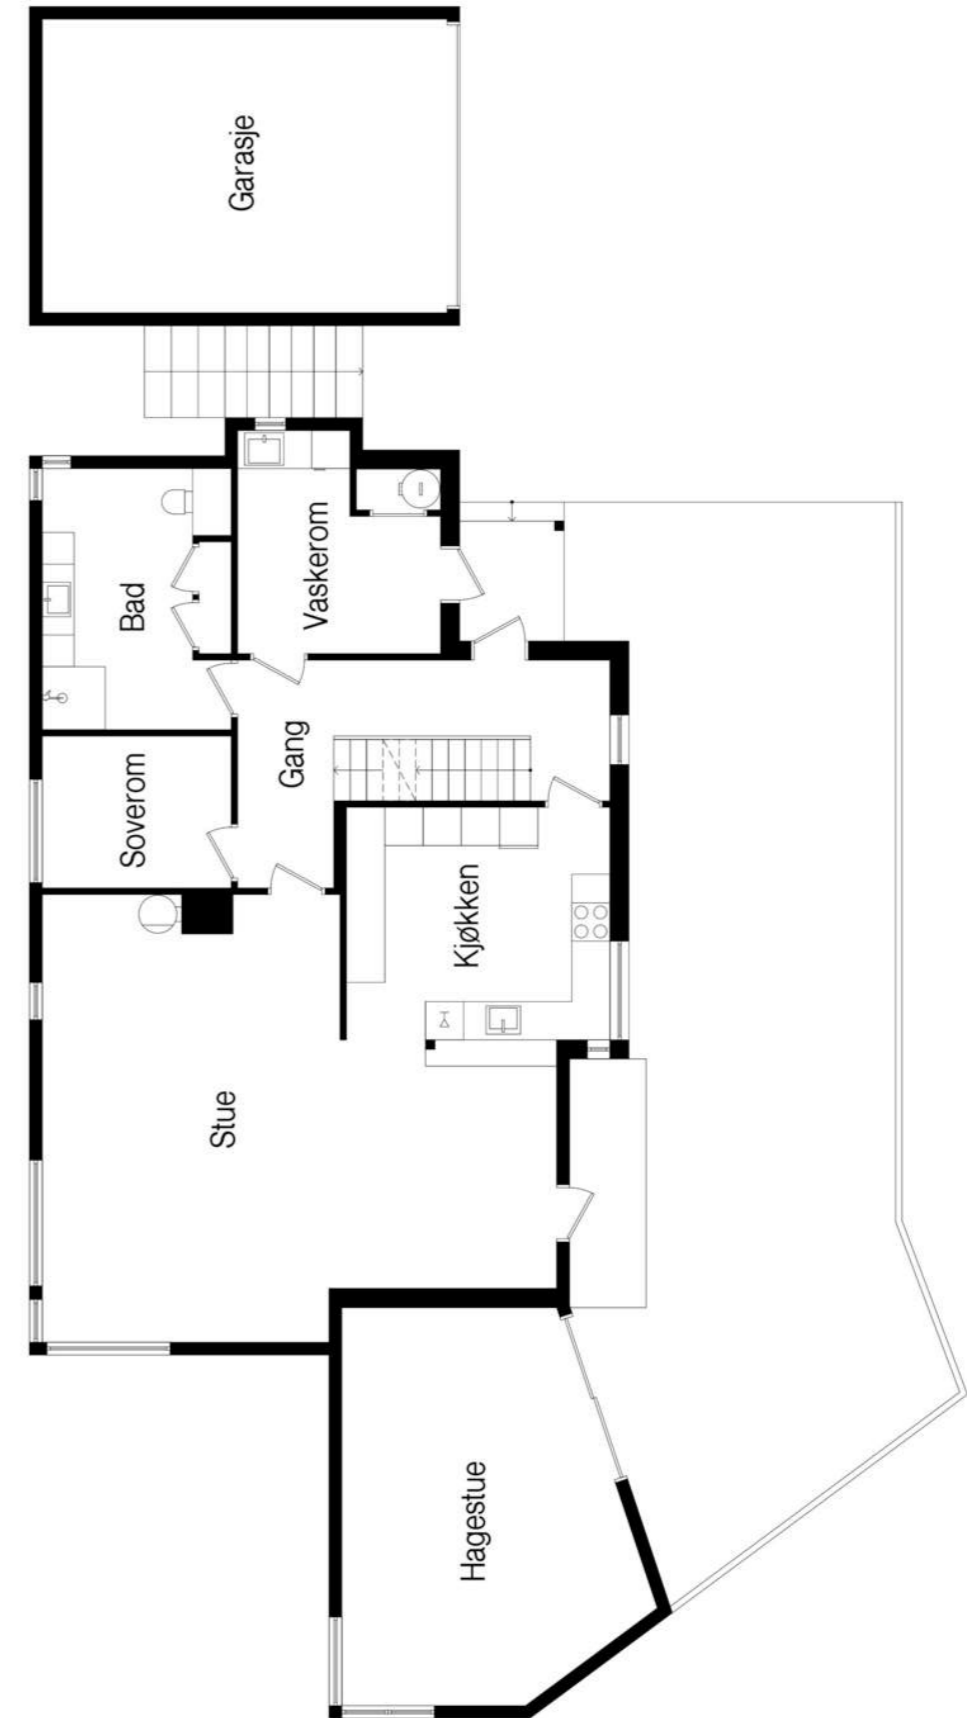 Garasje
Vaskerom
Bad
Gang
Soverom
Kjøkken
Stue
Hagestue